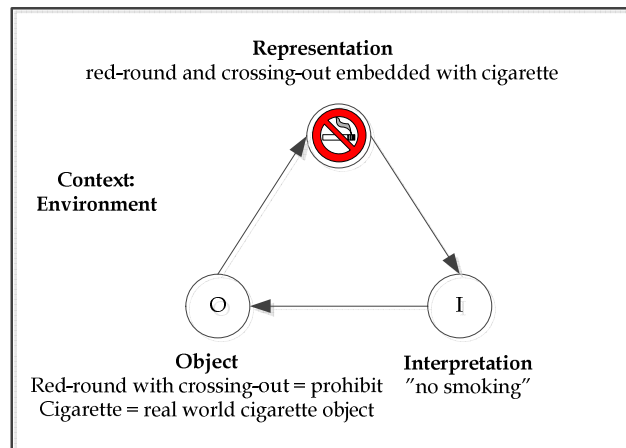 Representation
red-round and crossing-out embedded with cigarette
Context:
Environment
O
I
Object
Red-round with crossing-out = prohibit
Cigarette = real world cigarette object
Interpretation
”no smoking”